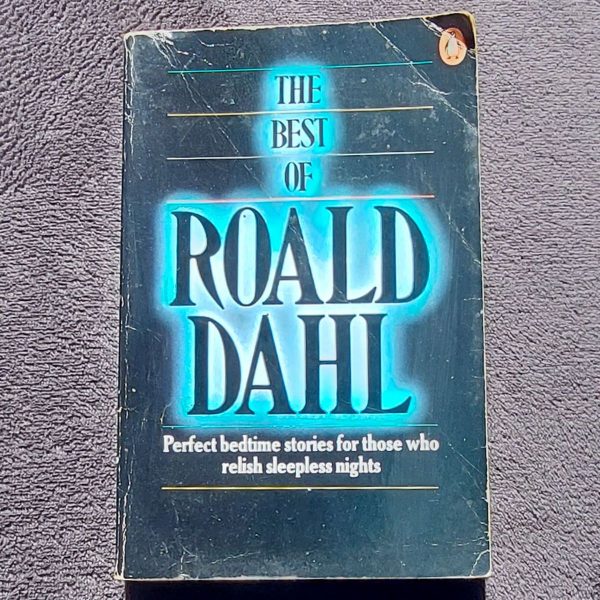 THE
BEST
OF
ROALD
DAHL
Perfect bedtime stories for those who
relish sleepless nights